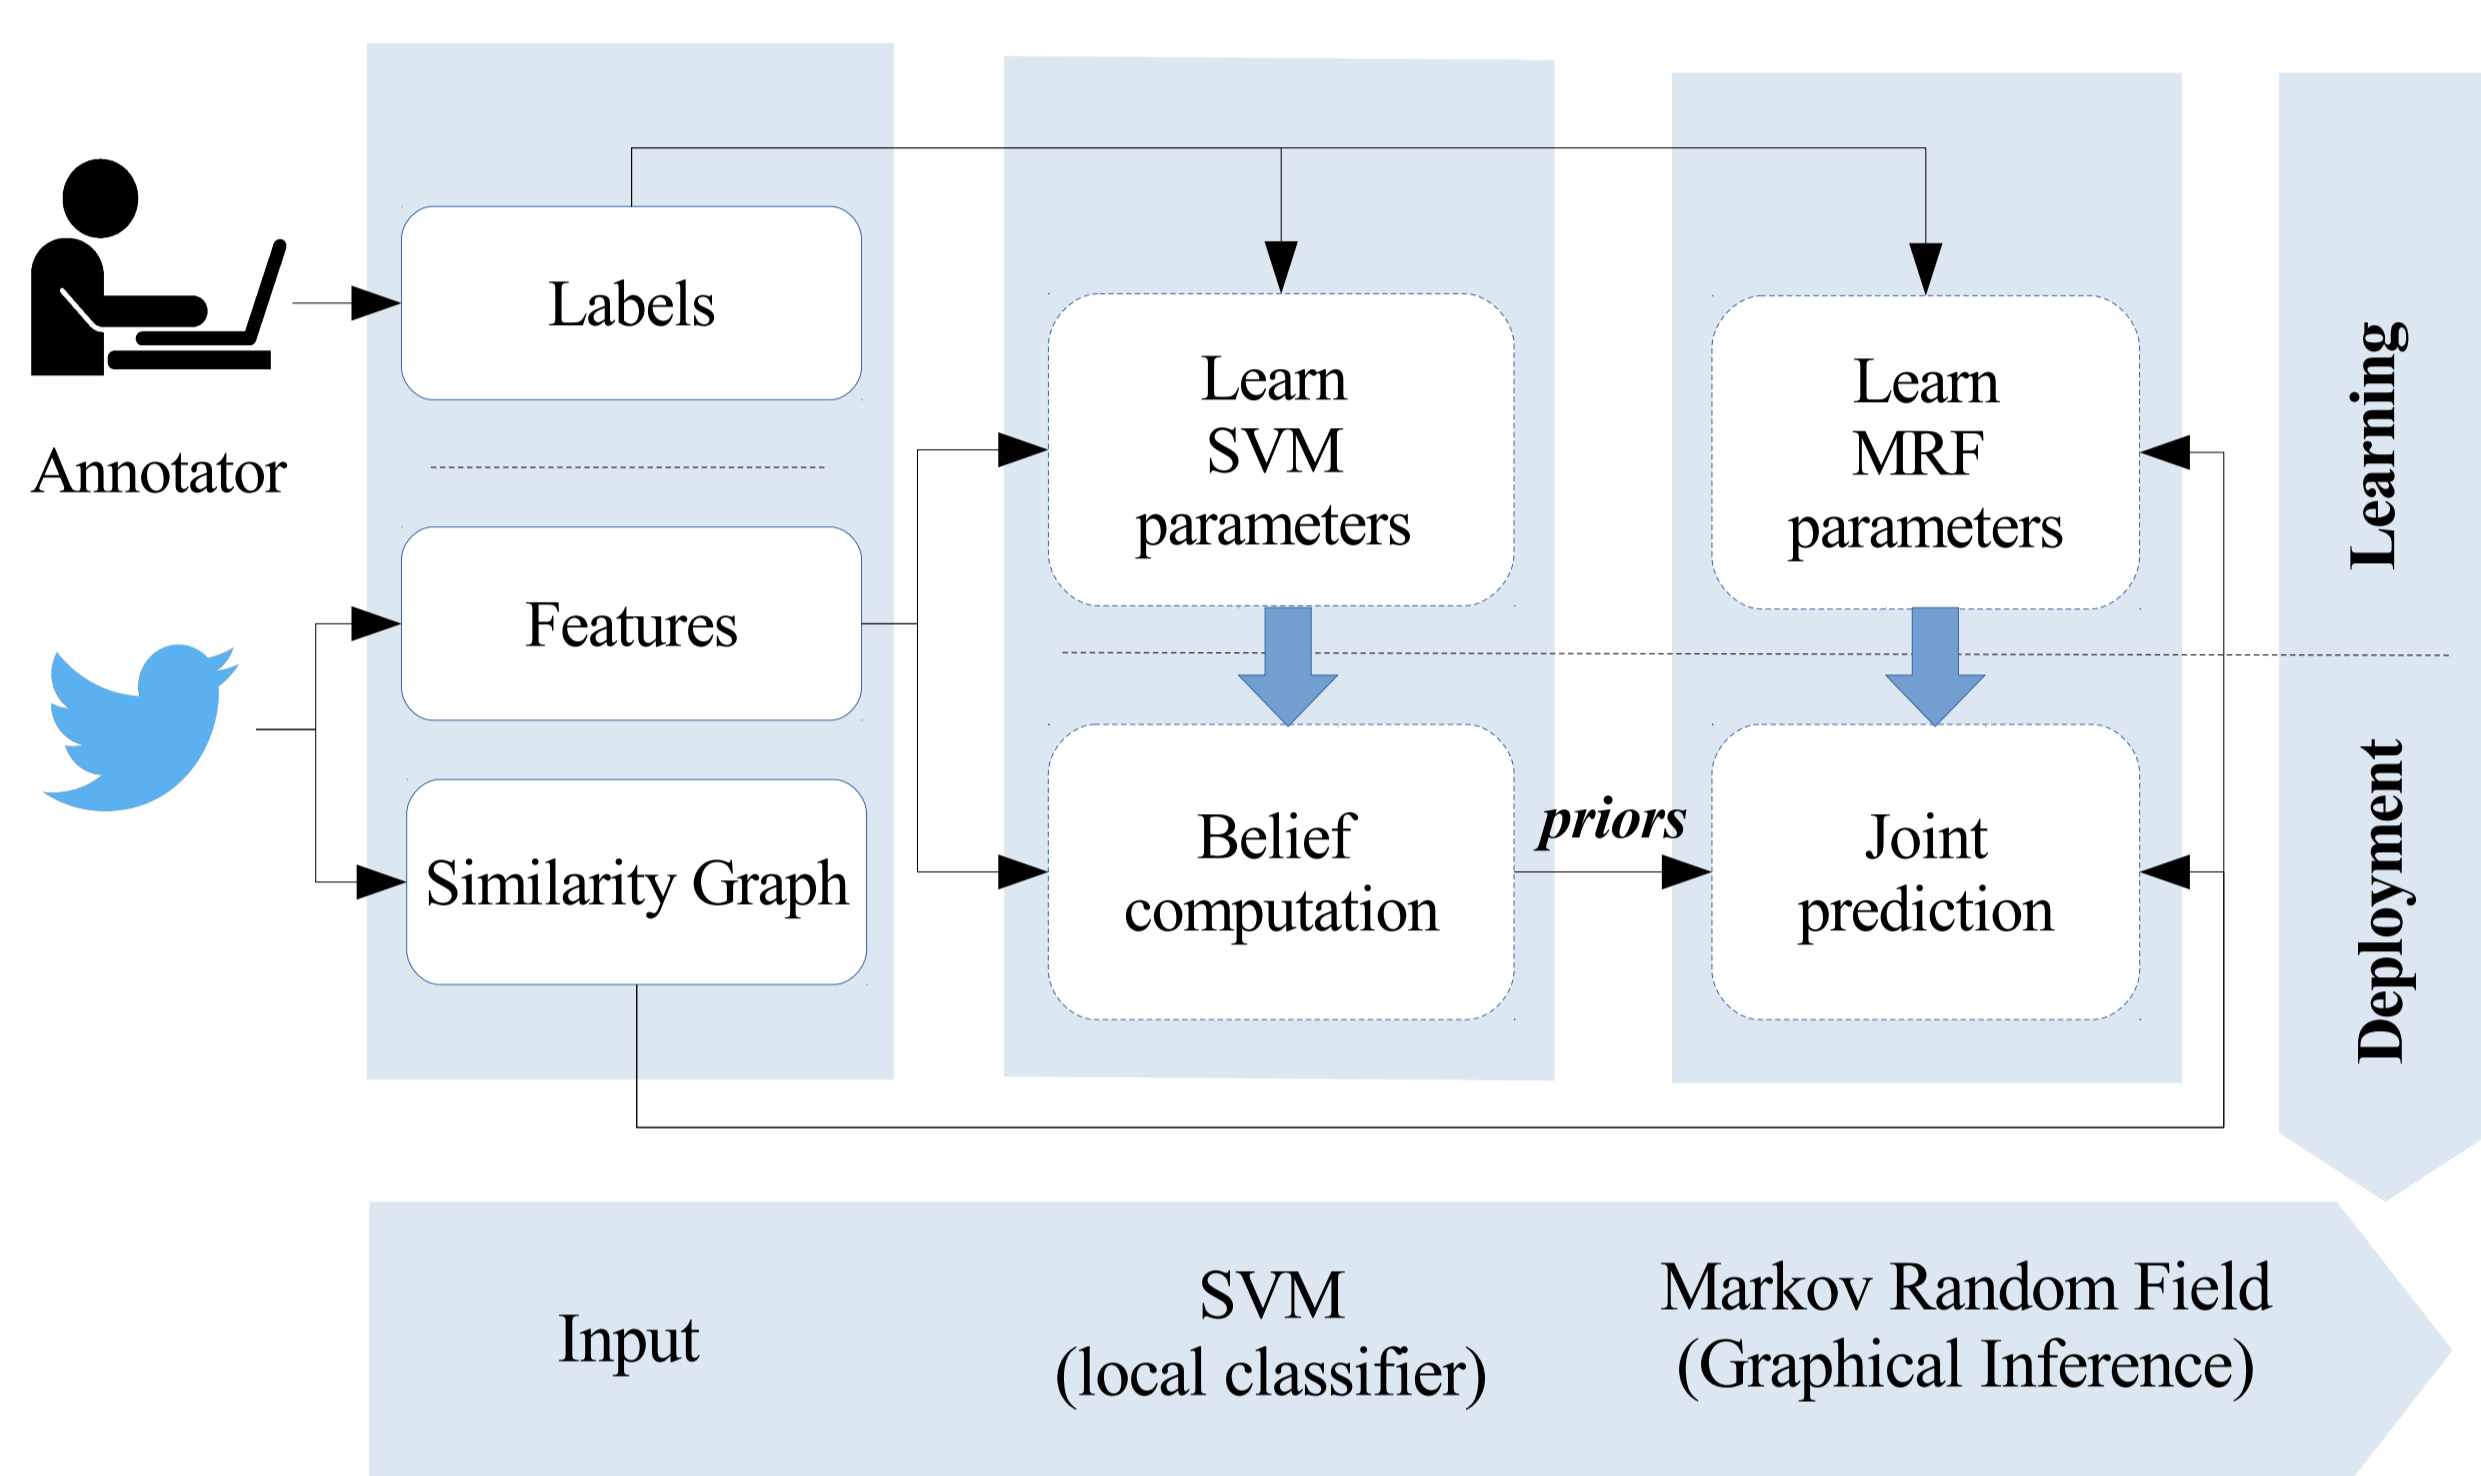 Labels
Annotator
Features
Similarity Graph
Learn
SVM
parameters
Belief
computation
priors
Learn
MRF
parameters
Joint
prediction
Learning
Deployment
Input
SVM
(local classifier)
Markov Random Field
(Graphical Inference)